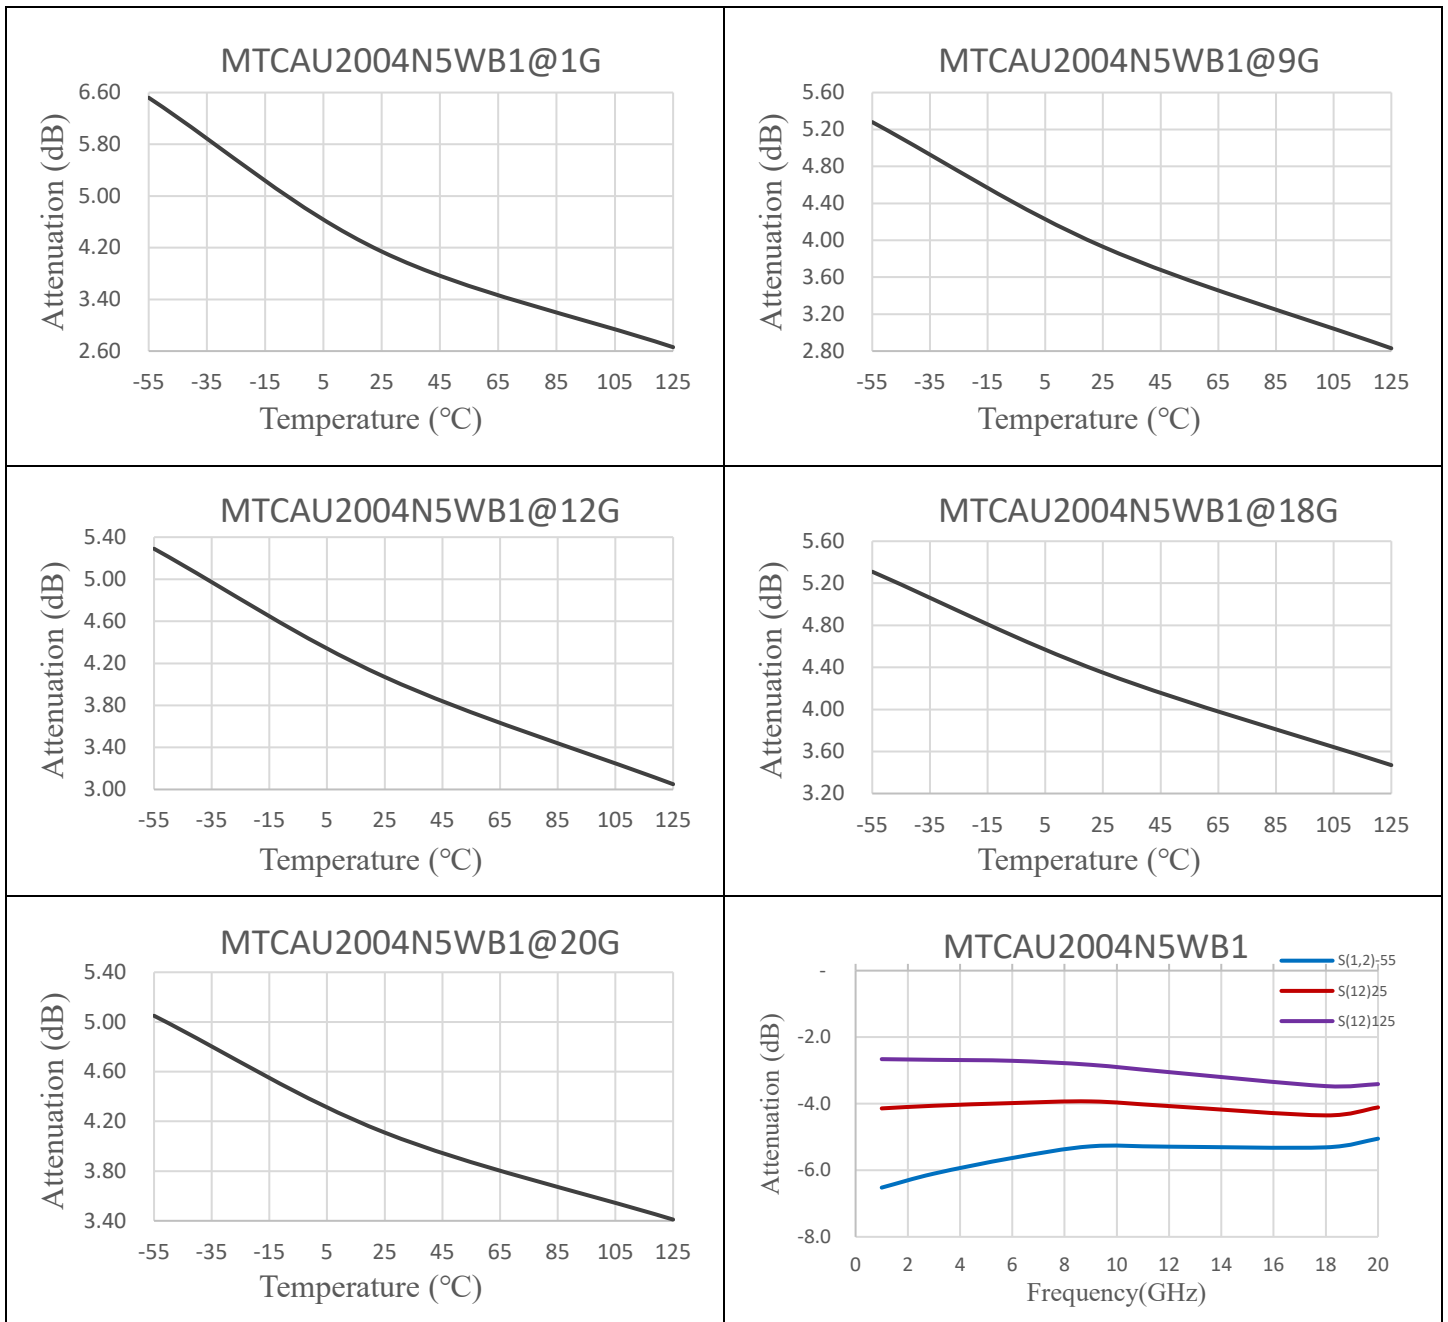 MTCAU2004N5WB1@1G
Attenuation (dB)
6.60
5.80
5.00
4.20
3.40
2.60
-55 -35 -15 5 25 45 65 85 105 125
Temperature (°C)
MTCAU2004N5WB1@9G
Attenuation (dB)
5.60
5.20
4.80
4.40
4.00
3.60
3.20
2.80
-55 -35 -15 5 25 45 65 85 105 125
Temperature (°C)
MTCAU2004N5WB1@12G
Attenuation (dB)
5.40
5.00
4.60
4.20
3.80
3.40
3.00
-55 -35 -15 5 25 45 65 85 105 125
Temperature (°C)
MTCAU2004N5WB1@18G
Attenuation (dB)
5.60
5.20
4.80
4.40
4.00
3.60
3.20
-55 -35 -15 5 25 45 65 85 105 125
Temperature (°C)
MTCAU2004N5WB1@20G
Attenuation (dB)
5.40
5.00
4.60
4.20
3.80
3.40
-55 -35 -15 5 25 45 65 85 105 125
Temperature (°C)
MTCAU2004N5WB1
S(1,2)-55
S(12)25
S(12)125
Attenuation (dB)
-
-2.0
-4.0
-6.0
-8.0
0 2 4 6 8 10 12 14 16 18 20
Frequency(GHz)